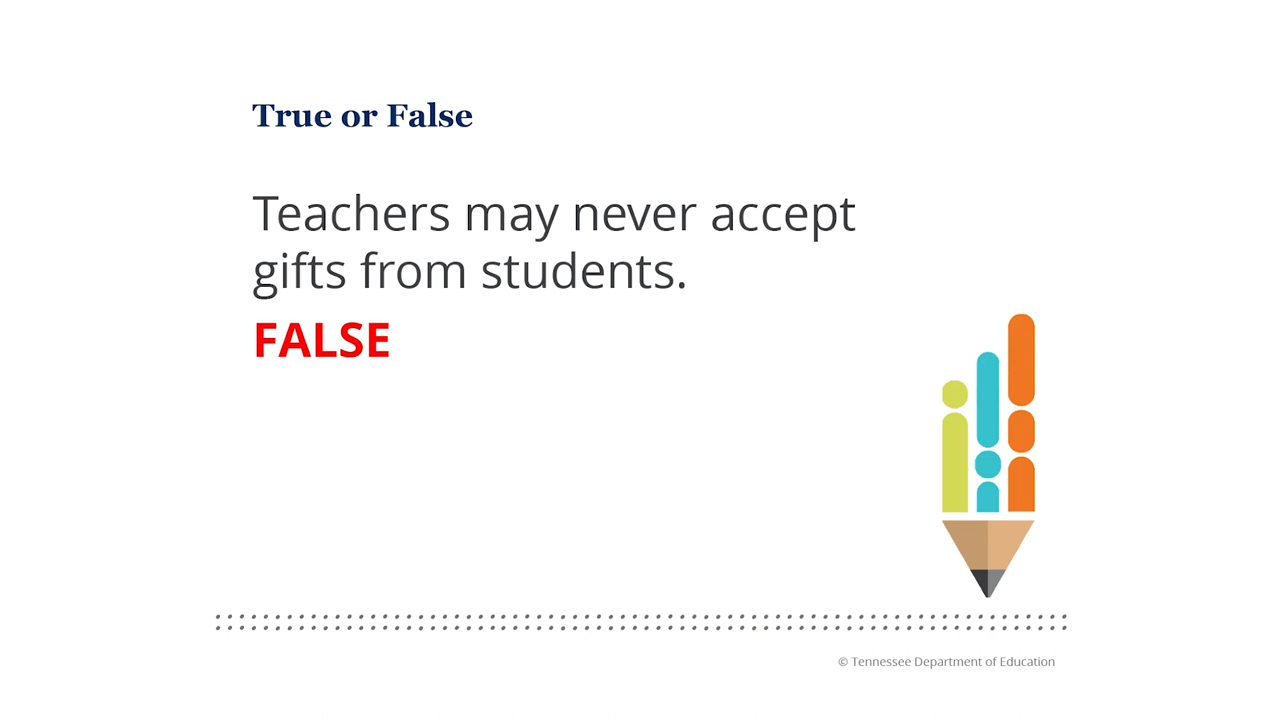 True or False
Teachers may never accept
gifts from students.
FALSE
© Tennessee Department of Education